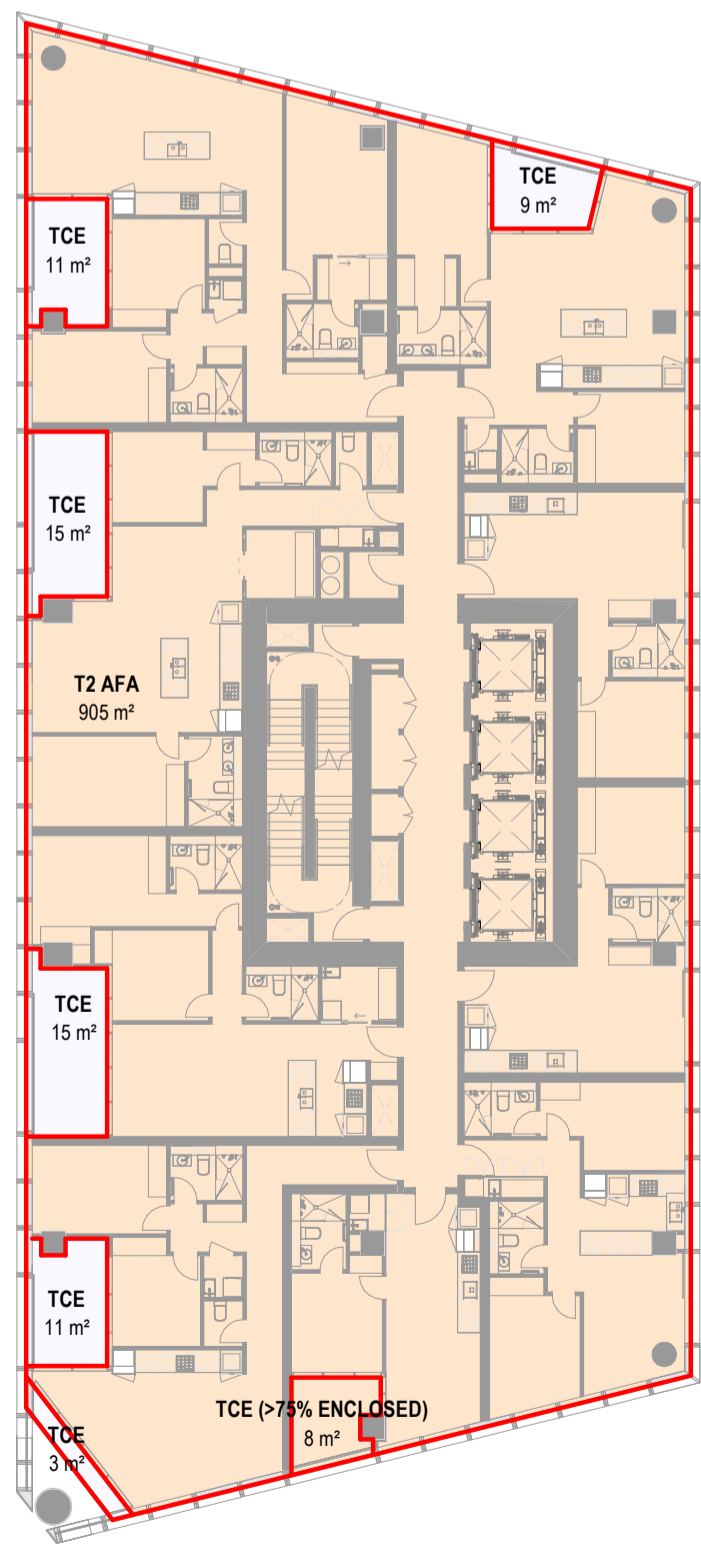 TCE
9 m²
TCE
11 m²
TCE
15 m²
T2 AFA
905 m²
TCE
15 m²
TCE
11 m²
TCE (>75% ENCLOSED)
8 m²
TCE
3 m²